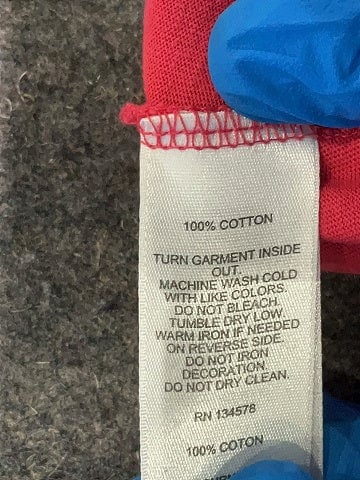 100% COTTON
TURN GARMENT INSIDE
OUT.
MACHINE WASH COLD
WITH LIKE COLORS.
DO NOT BLEACH.
TUMBLE DRY LOW.
WARM IRON IF NEEDED
ON REVERSE SIDE.
DO NOT IRON
DECORATION.
DO NOT DRY CLEAN.
RN 134578
100% COTON